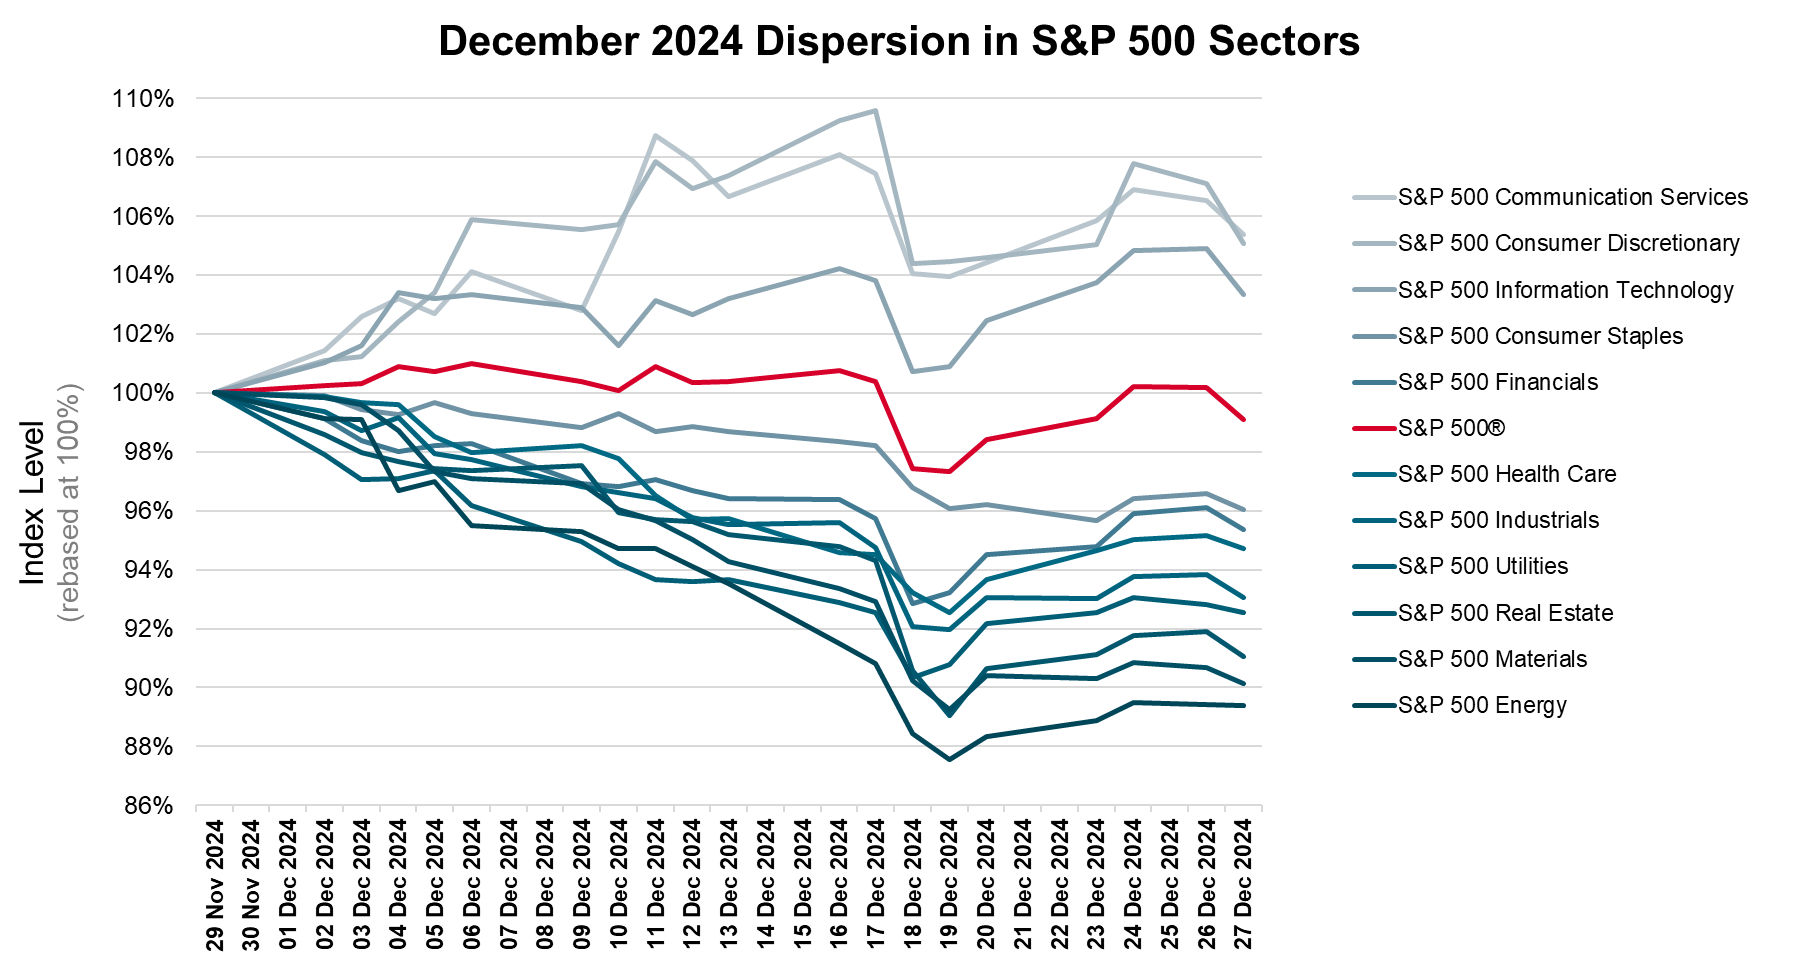 December 2024 Dispersion in S&P 500 Sectors
Index Level
(rebased at 100%)
110%
108%
106%
104%
102%
100%
98%
96%
94%
92%
90%
88%
86%
29 Nov 2024
30 Nov 2024
01 Dec 2024
02 Dec 2024
03 Dec 2024
04 Dec 2024
05 Dec 2024
06 Dec 2024
07 Dec 2024
08 Dec 2024
09 Dec 2024
10 Dec 2024
11 Dec 2024
12 Dec 2024
13 Dec 2024
14 Dec 2024
15 Dec 2024
16 Dec 2024
17 Dec 2024
18 Dec 2024
19 Dec 2024
20 Dec 2024
21 Dec 2024
22 Dec 2024
23 Dec 2024
24 Dec 2024
25 Dec 2024
26 Dec 2024
27 Dec 2024
S&P 500 Communication Services
S&P 500 Consumer Discretionary
S&P 500 Information Technology
S&P 500 Consumer Staples
S&P 500 Financials
S&P 500®
S&P 500 Health Care
S&P 500 Industrials
S&P 500 Utilities
S&P 500 Real Estate
S&P 500 Materials
S&P 500 Energy